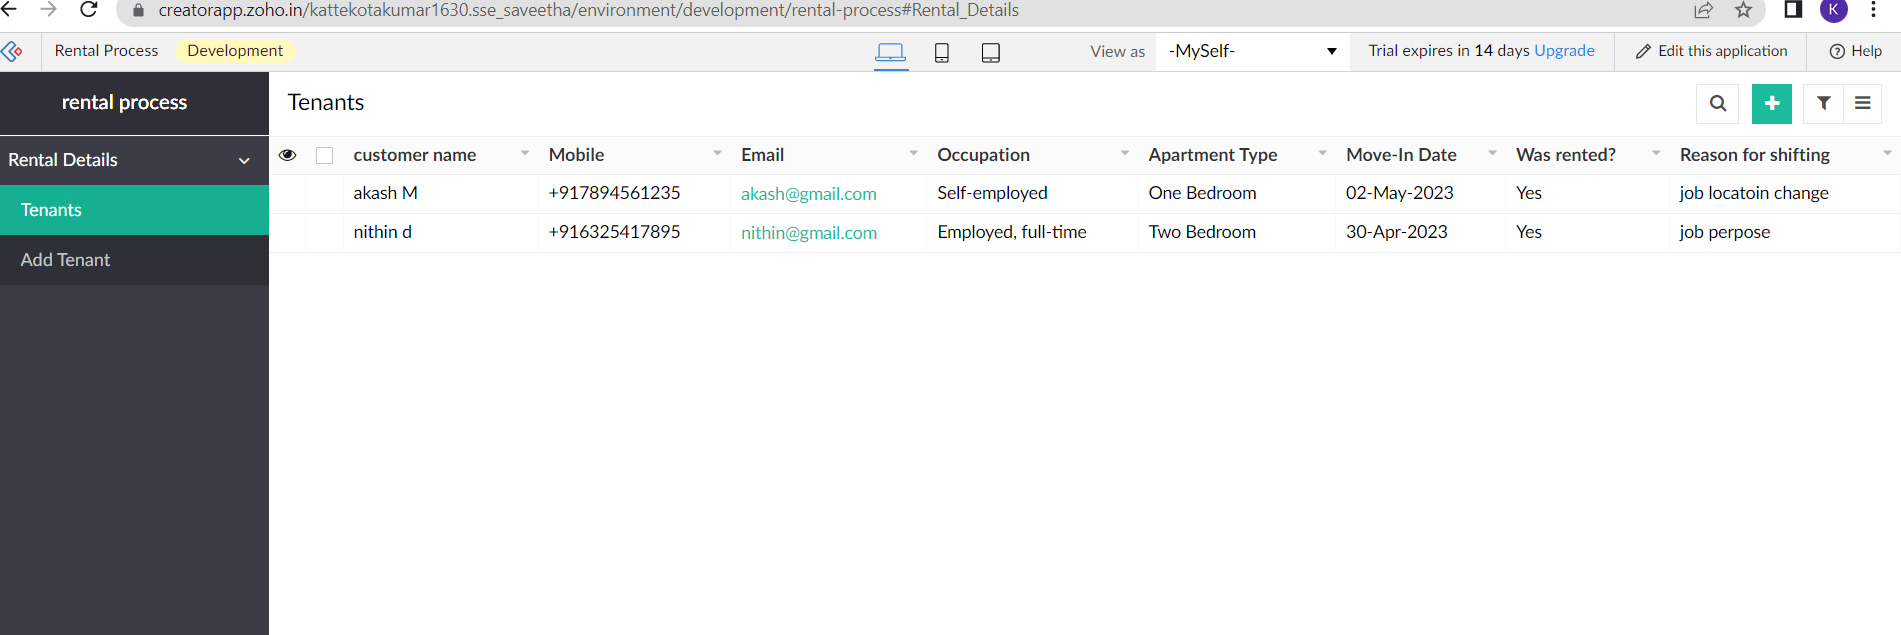 creatorapp.zoho.in/kattekotakumar1630.sse_saveetha/environment/development/rental-process#Rental_Details
K
Rental Process Development View as -MySelf- Trial expires in 14 days Upgrade Edit this application Help
rental process
Tenants
Rental Details
Tenants
Add Tenant
customer name Mobile Email Occupation Apartment Type Move-In Date Was rented? Reason for shifting
akash M +917894561235 akash@gmail.com Self-employed One Bedroom 02-May-2023 Yes job locatoin change
nithin d +916325417895 nithin@gmail.com Employed, full-time Two Bedroom 30-Apr-2023 Yes job perpose